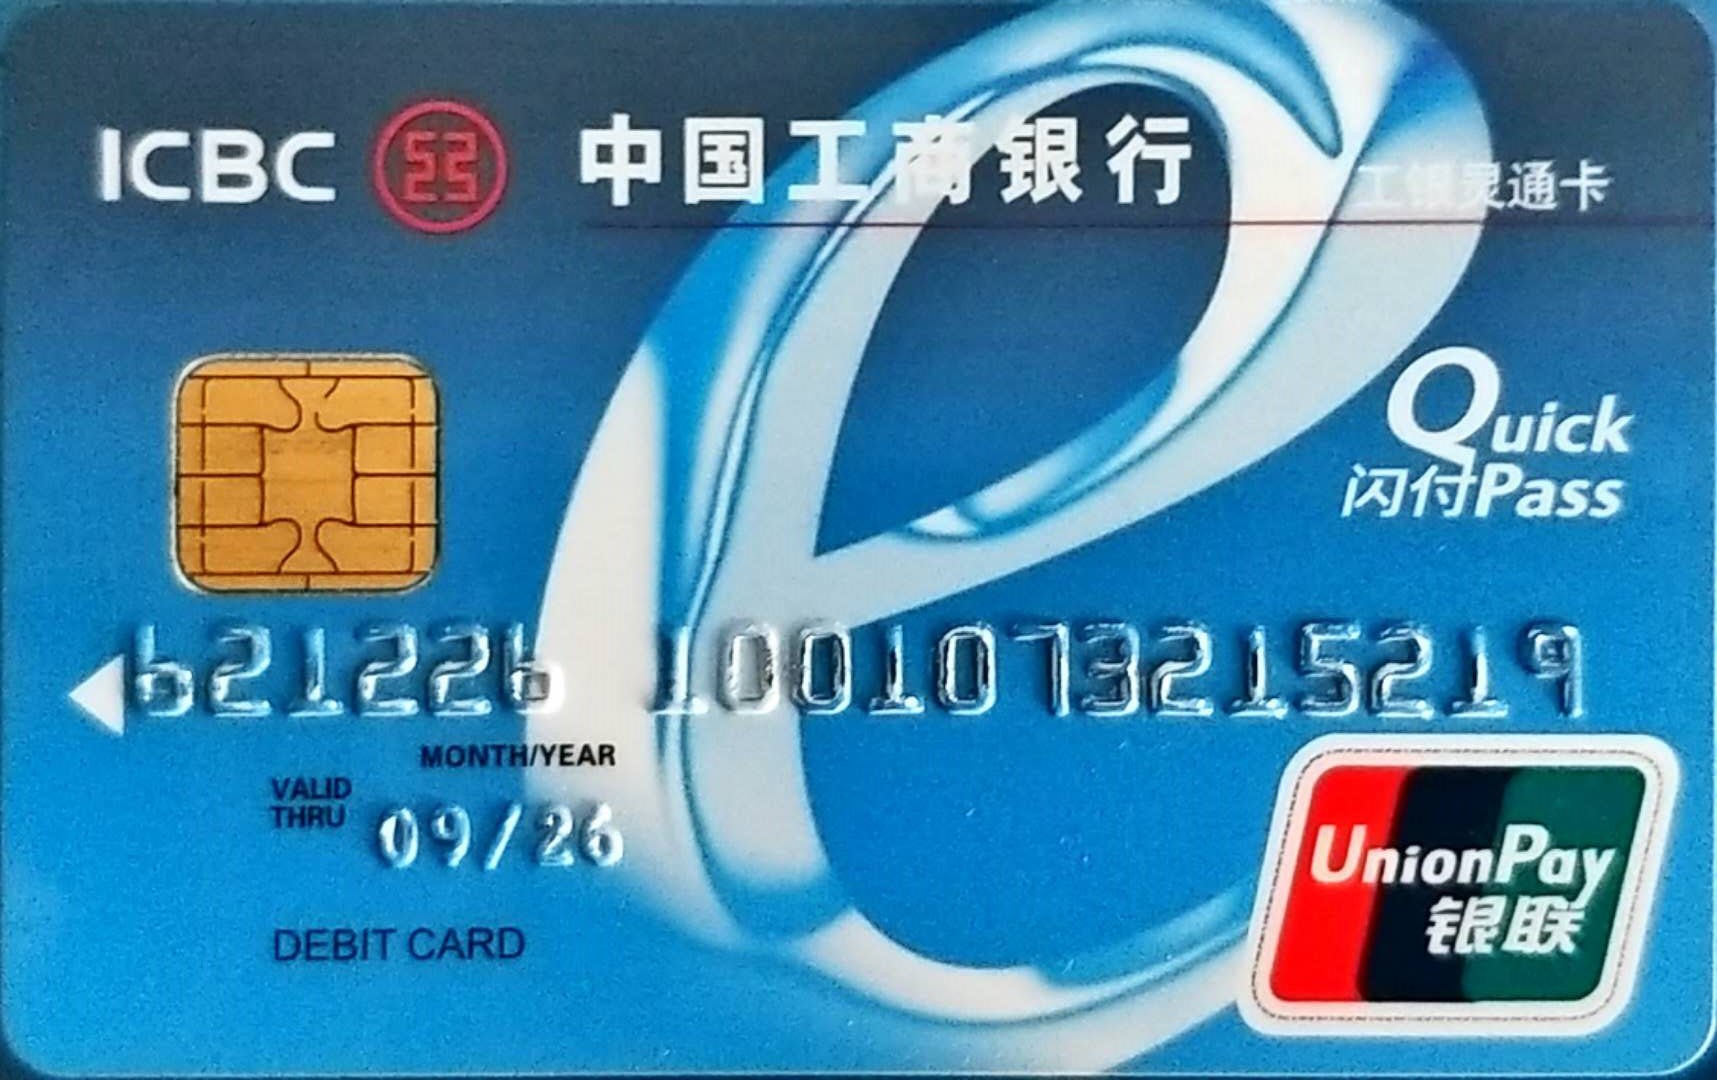 ICBC 中国工商银行
工银灵通卡
Quick
闪付Pass
621226 1001073215219
MONTH/YEAR
VALID
THRU 09/26
DEBIT CARD
UnionPay
银联